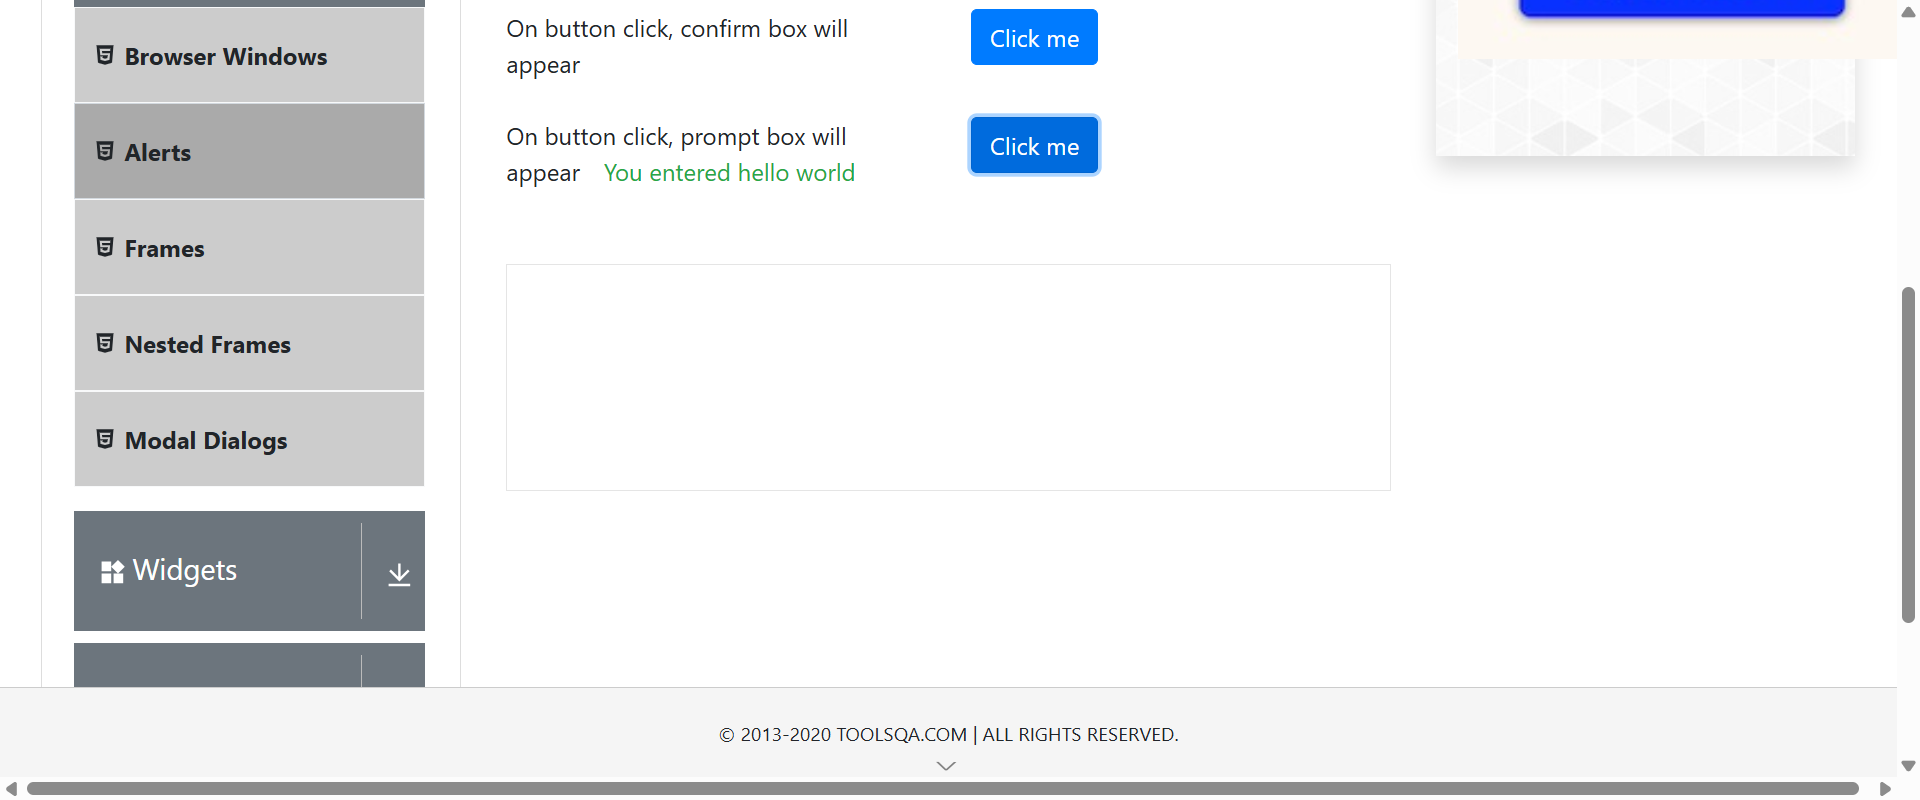 Browser Windows
Alerts
Frames
Nested Frames
Modal Dialogs
Widgets
On button click, confirm box will
appear
Click me
On button click, prompt box will
appear You entered hello world
Click me
© 2013-2020 TOOLSQA.COM | ALL RIGHTS RESERVED.